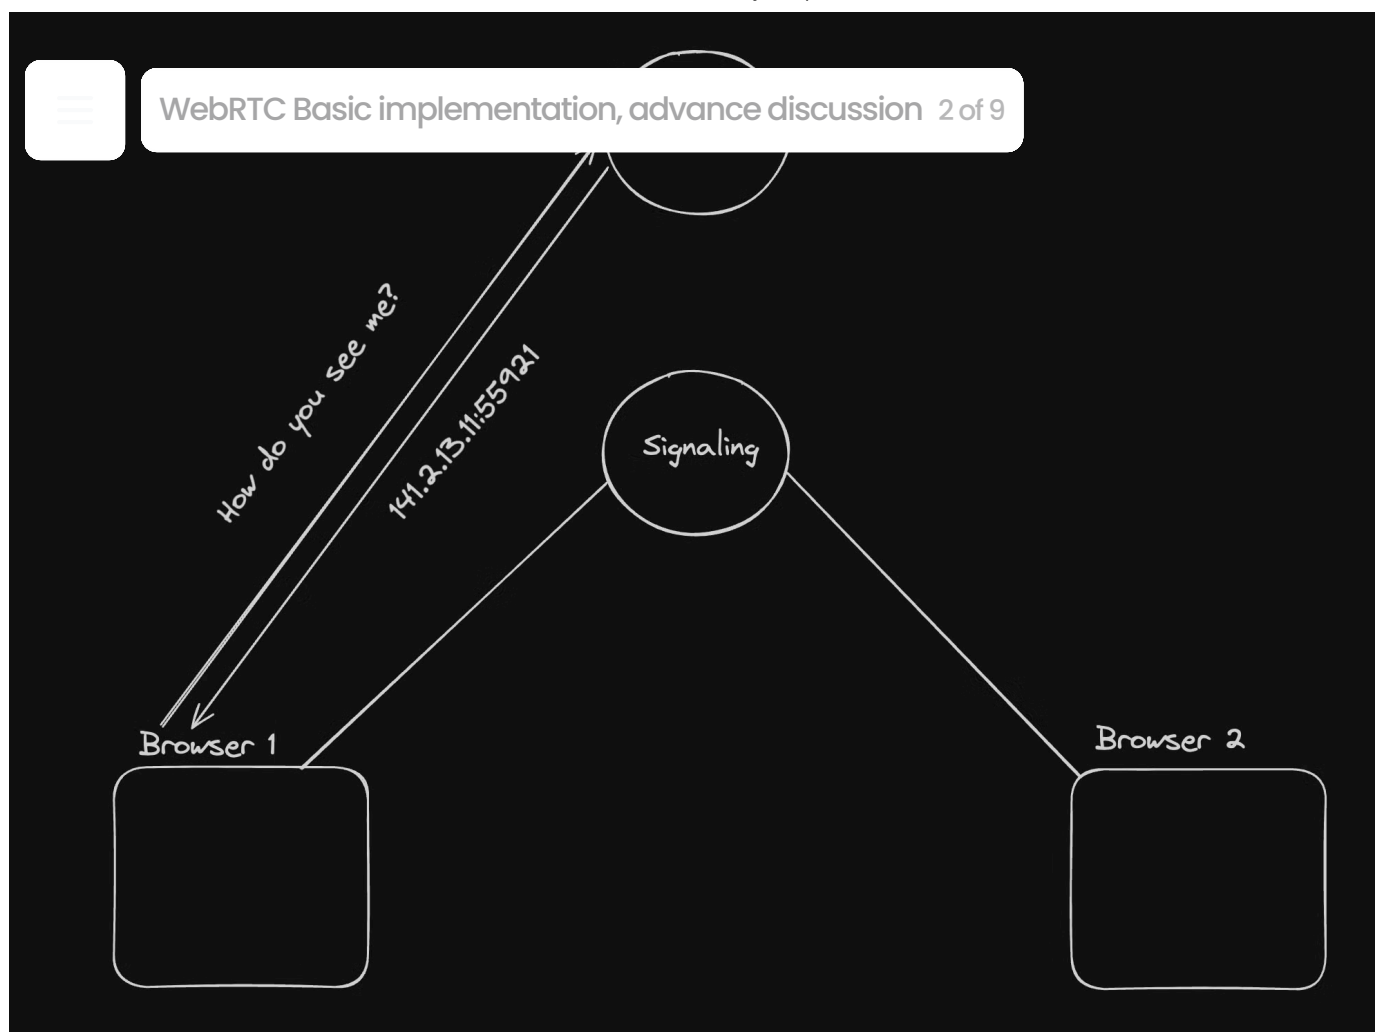 WebRTC Basic implementation, advance discussion 2 of 9
How do you see me?
141.2.13.11:55921
Signaling
Browser 1
Browser 2